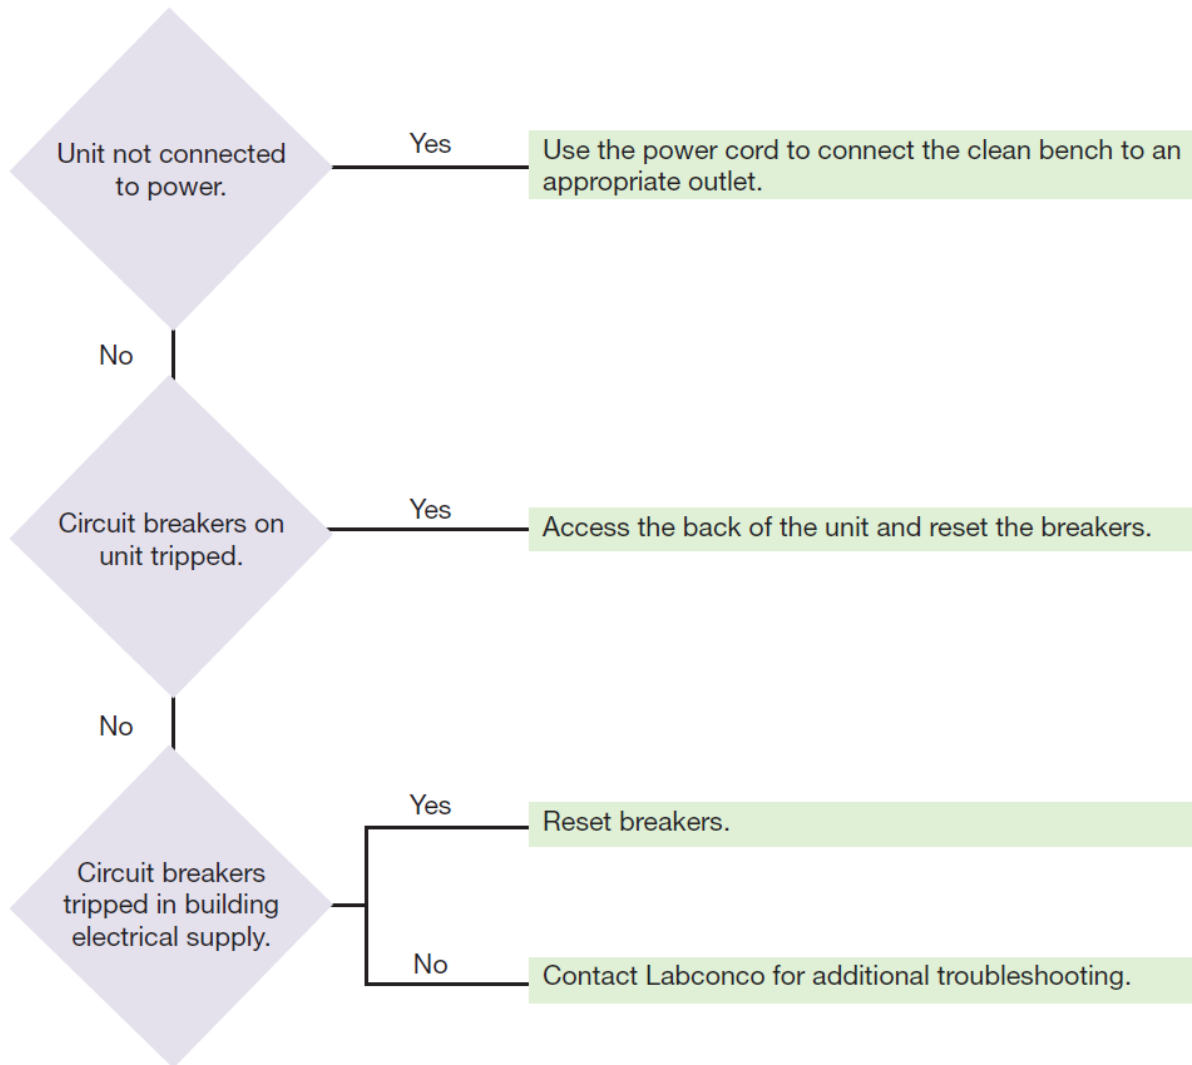 Unit not connected
to power.
Yes
Use the power cord to connect the clean bench to an
appropriate outlet.
No
Circuit breakers on
unit tripped.
Yes
Access the back of the unit and reset the breakers.
No
Circuit breakers
tripped in building
electrical supply.
Yes
Reset breakers.
No
Contact Labconco for additional troubleshooting.